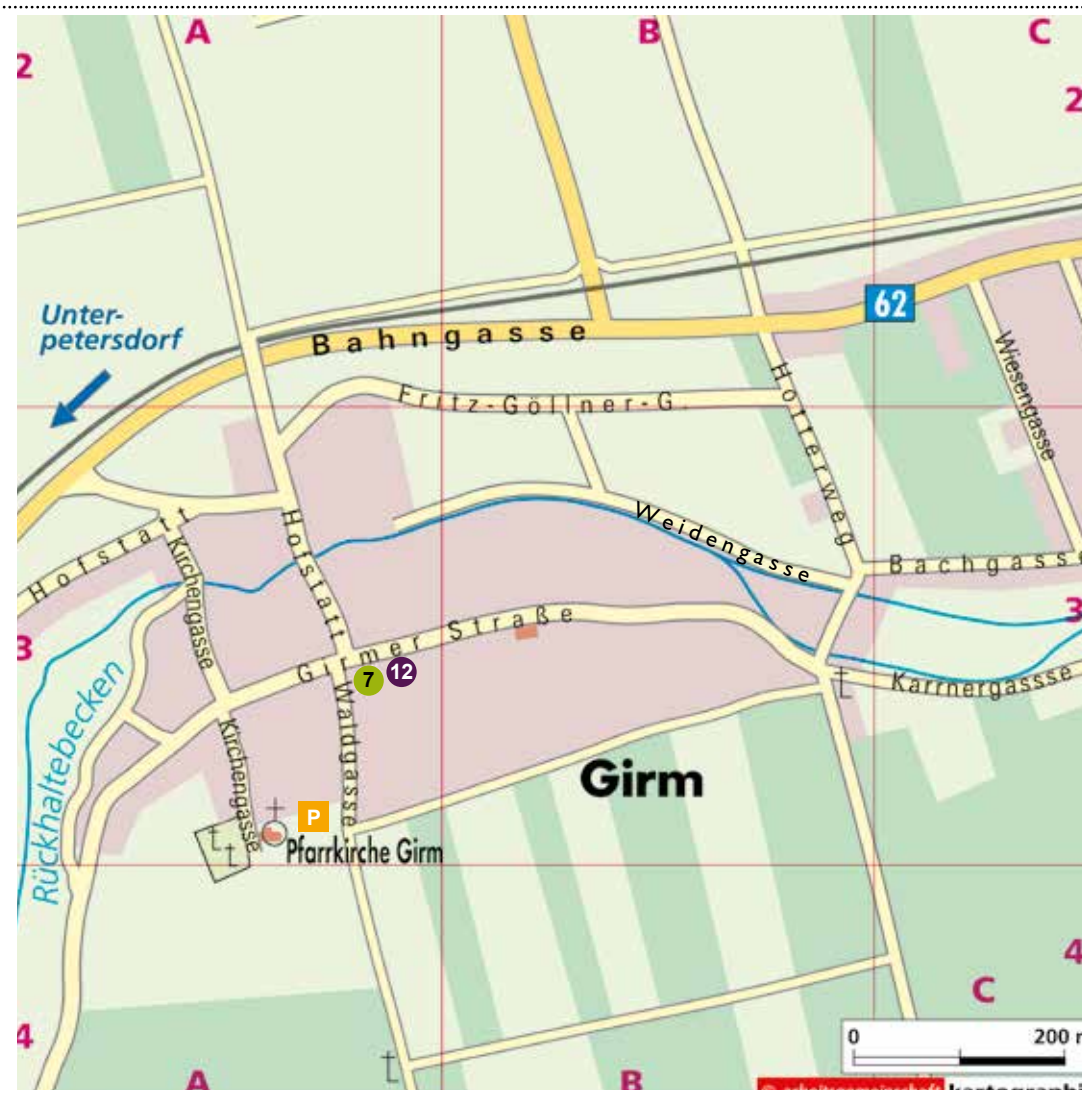 A
B
C
2
2
Unter-
petersdorf
62
Bahngasse
Fritz-Göllner-G.
Hotterweg
Wiesengasse
Hofstatt
Kirchengasse
Hofstatt
Weidengasse
Bachgasse
3
3
Girmer Straße
7
12
Karrnergassse
Rückhaltebecken
Kirchengasse
Waldgasse
Girm
P
Pfarrkirche Girm
4
4
C
0
200
A
B